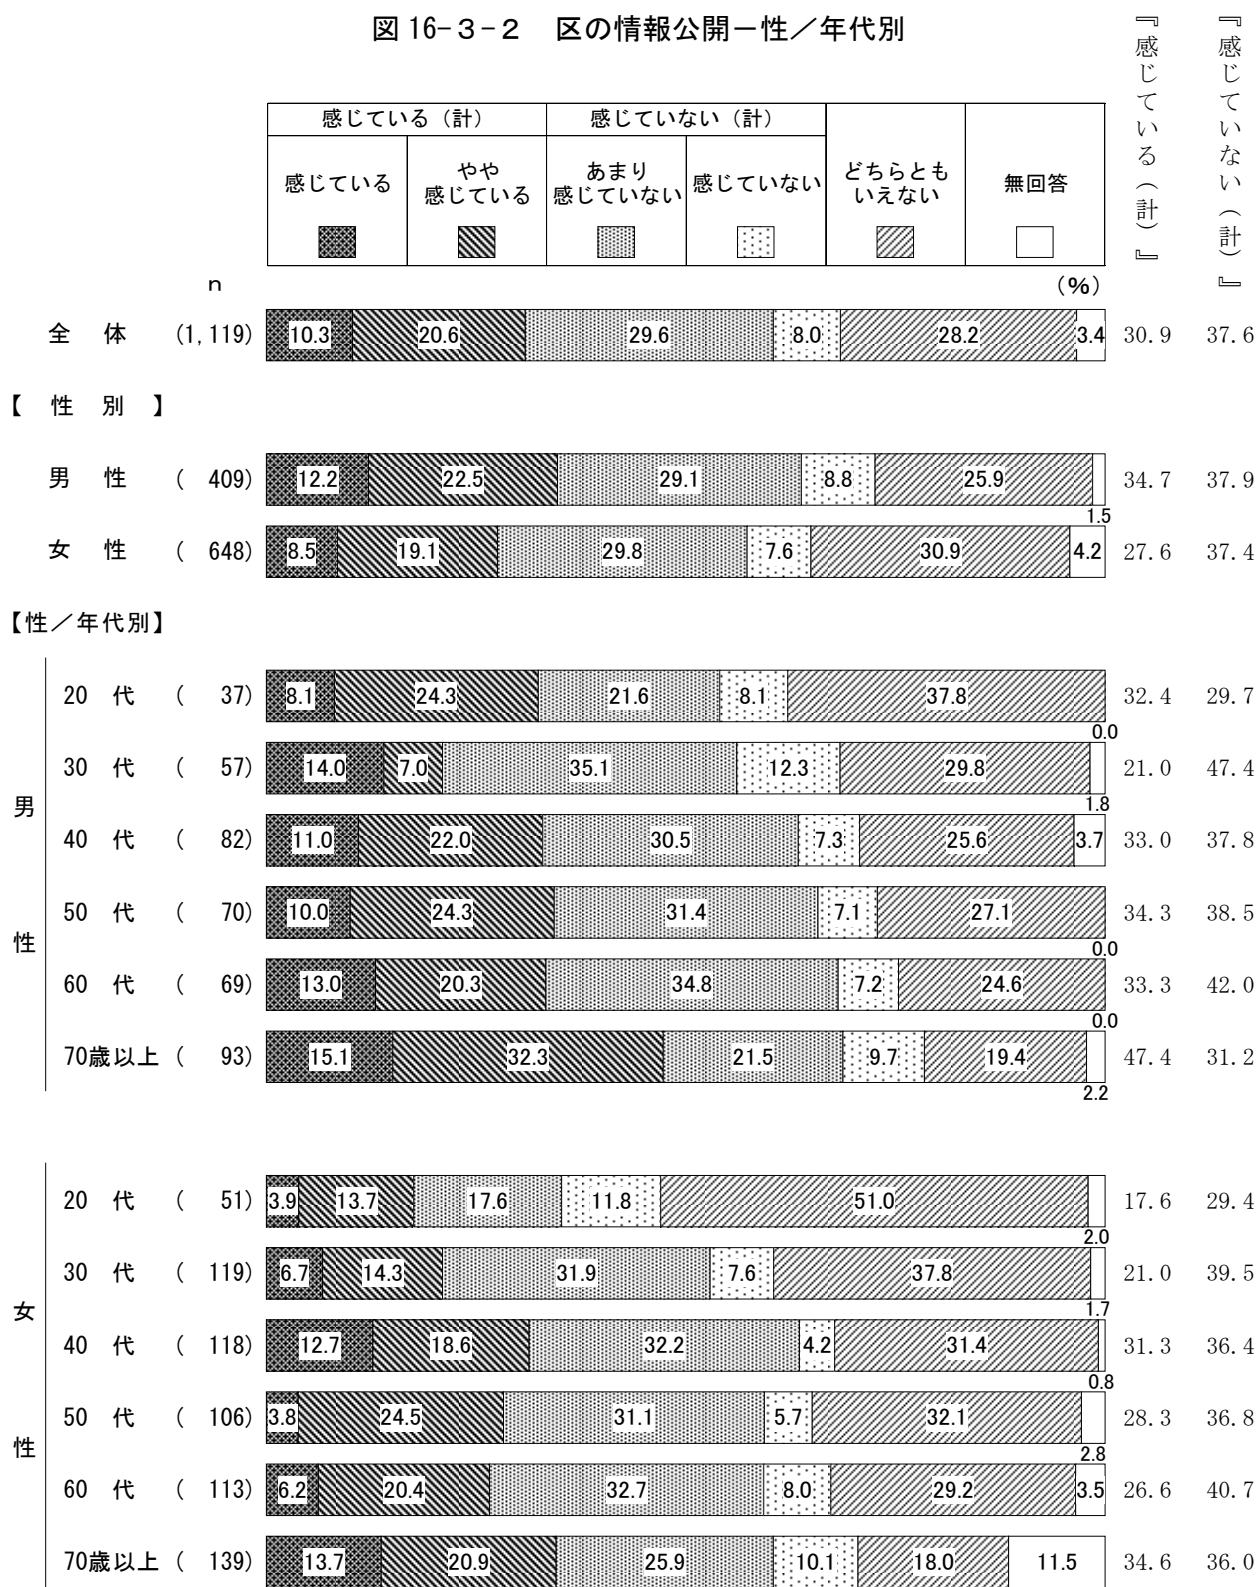 図 16-３-２　区の情報公開－性／年代別
『感じている（計）』
『感じていない（計）』
感じている（計） 感じていない（計）
感じている
やや
感じている
あまり
感じていない
感じていない
どちらとも
いえない
無回答
n （%）
全　体 (1,119) 10.3 20.6 29.6 8.0 28.2 3.4 30.9 37.6
【　性　別　】
男　性 ( 409) 12.2 22.5 29.1 8.8 25.9 1.5 34.7 37.9
女　性 ( 648) 8.5 19.1 29.8 7.6 30.9 4.2 27.6 37.4
【性／年代別】
男性
20　代 ( 37) 8.1 24.3 21.6 8.1 37.8 0.0 32.4 29.7
30　代 ( 57) 14.0 7.0 35.1 12.3 29.8 1.8 21.0 47.4
40　代 ( 82) 11.0 22.0 30.5 7.3 25.6 3.7 33.0 37.8
50　代 ( 70) 10.0 24.3 31.4 7.1 27.1 0.0 34.3 38.5
60　代 ( 69) 13.0 20.3 34.8 7.2 24.6 0.0 33.3 42.0
70歳以上 ( 93) 15.1 32.3 21.5 9.7 19.4 2.2 47.4 31.2
女性
20　代 ( 51) 3.9 13.7 17.6 11.8 51.0 2.0 17.6 29.4
30　代 ( 119) 6.7 14.3 31.9 7.6 37.8 1.7 21.0 39.5
40　代 ( 118) 12.7 18.6 32.2 4.2 31.4 0.8 31.3 36.4
50　代 ( 106) 3.8 24.5 31.1 5.7 32.1 2.8 28.3 36.8
60　代 ( 113) 6.2 20.4 32.7 8.0 29.2 3.5 26.6 40.7
70歳以上 ( 139) 13.7 20.9 25.9 10.1 18.0 11.5 34.6 36.0